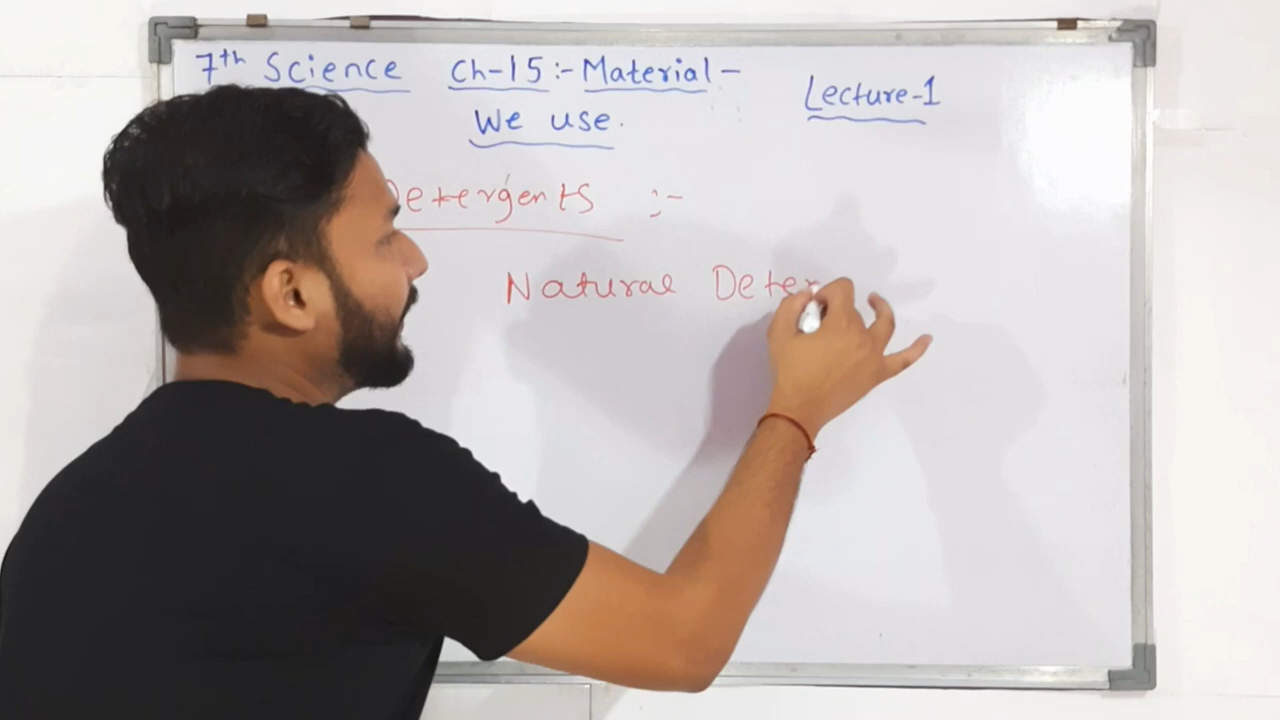 7th Science Ch-15:- Material- Lecture-1
We use.
Detergents :-
Natural Deter